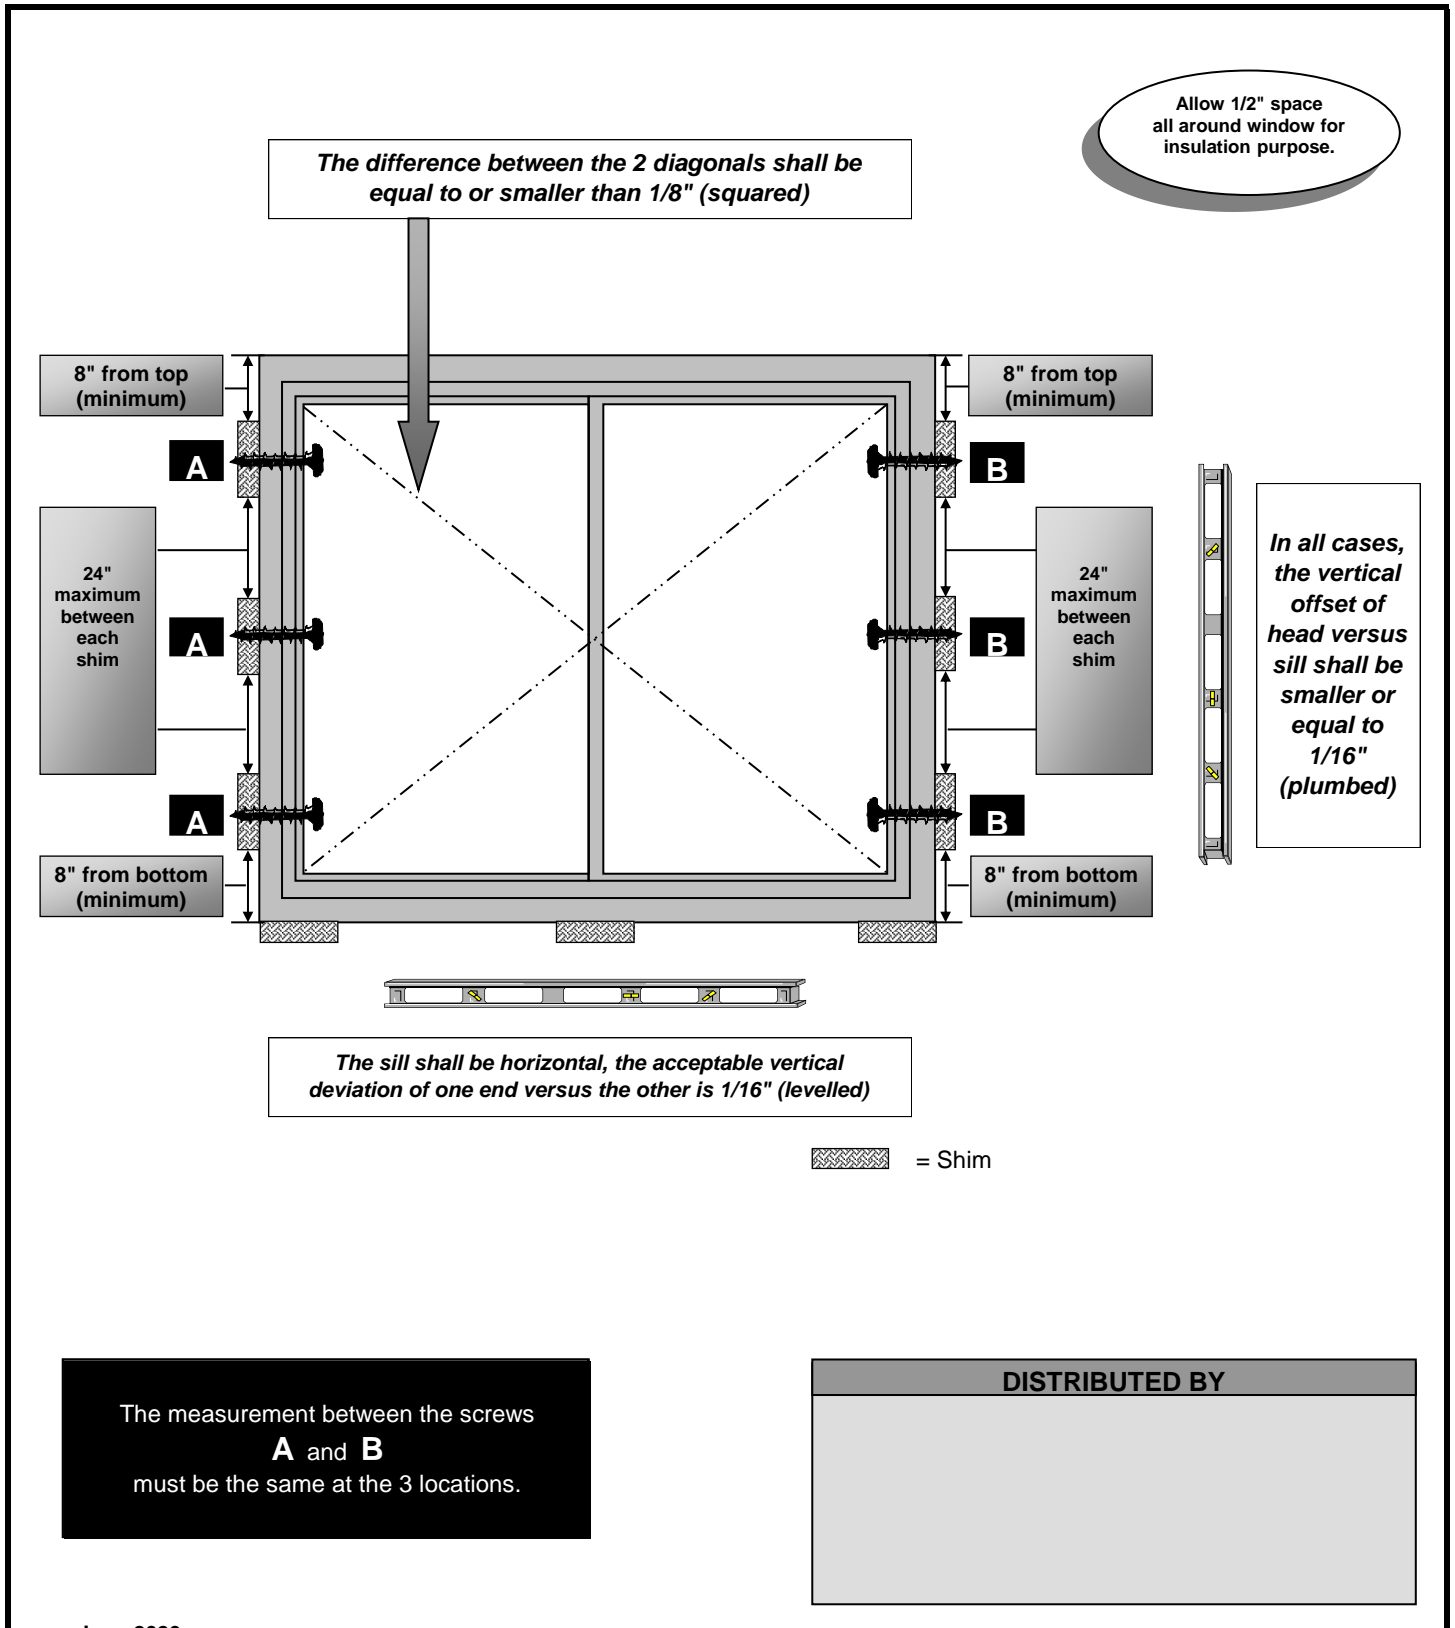 Allow 1/2" space
all around window for
insulation purpose.
The difference between the 2 diagonals shall be
equal to or smaller than 1/8" (squared)
8" from top
(minimum)
8" from top
(minimum)
A
B
24"
maximum
between
each
shim
A
B
24"
maximum
between
each
shim
In all cases,
the vertical
offset of
head versus
sill shall be
smaller or
equal to
1/16"
(plumbed)
A
B
8" from bottom
(minimum)
8" from bottom
(minimum)
The sill shall be horizontal, the acceptable vertical
deviation of one end versus the other is 1/16" (levelled)
= Shim
The measurement between the screws
A and B
must be the same at the 3 locations.
DISTRIBUTED BY